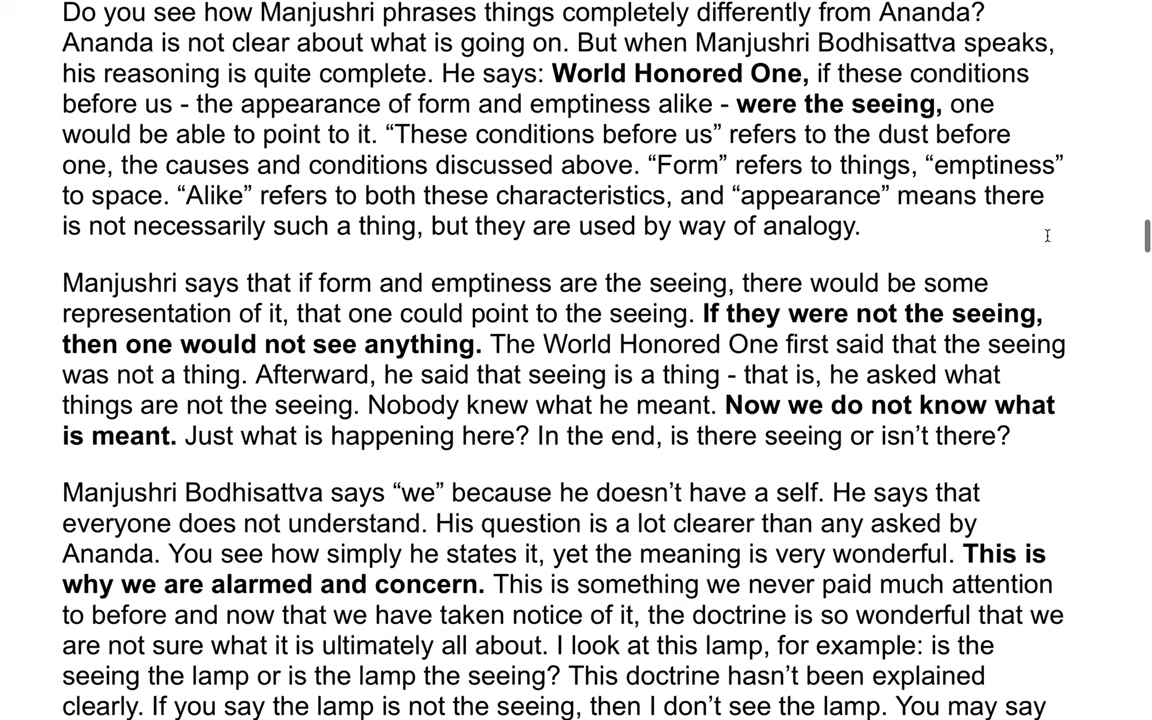 Do you see how Manjushri phrases things completely differently from Ananda?
Ananda is not clear about what is going on. But when Manjushri Bodhisattva speaks,
his reasoning is quite complete. He says: World Honored One, if these conditions
before us - the appearance of form and emptiness alike - were the seeing, one
would be able to point to it. “These conditions before us” refers to the dust before
one, the causes and conditions discussed above. “Form” refers to things, “emptiness”
to space. “Alike” refers to both these characteristics, and “appearance” means there
is not necessarily such a thing, but they are used by way of analogy.
Manjushri says that if form and emptiness are the seeing, there would be some
representation of it, that one could point to the seeing. If they were not the seeing,
then one would not see anything. The World Honored One first said that the seeing
was not a thing. Afterward, he said that seeing is a thing - that is, he asked what
things are not the seeing. Nobody knew what he meant. Now we do not know what
is meant. Just what is happening here? In the end, is there seeing or isn’t there?
Manjushri Bodhisattva says “we” because he doesn’t have a self. He says that
everyone does not understand. His question is a lot clearer than any asked by
Ananda. You see how simply he states it, yet the meaning is very wonderful. This is
why we are alarmed and concern. This is something we never paid much attention
to before and now that we have taken notice of it, the doctrine is so wonderful that we
are not sure what it is ultimately all about. I look at this lamp, for example: is the
seeing the lamp or is the lamp the seeing? This doctrine hasn’t been explained
clearly. If you say the lamp is not the seeing, then I don’t see the lamp. You may say